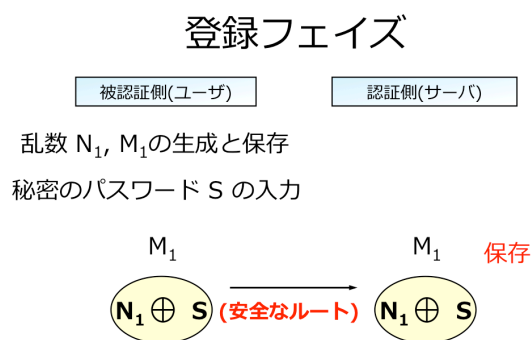 登録フェイズ
被認証側(ユーザ) 認証側(サーバ)
乱数 N₁, M₁の生成と保存
秘密のパスワード S の入力
M₁ M₁ 保存
N₁ ⊕ S (安全なルート) N₁ ⊕ S